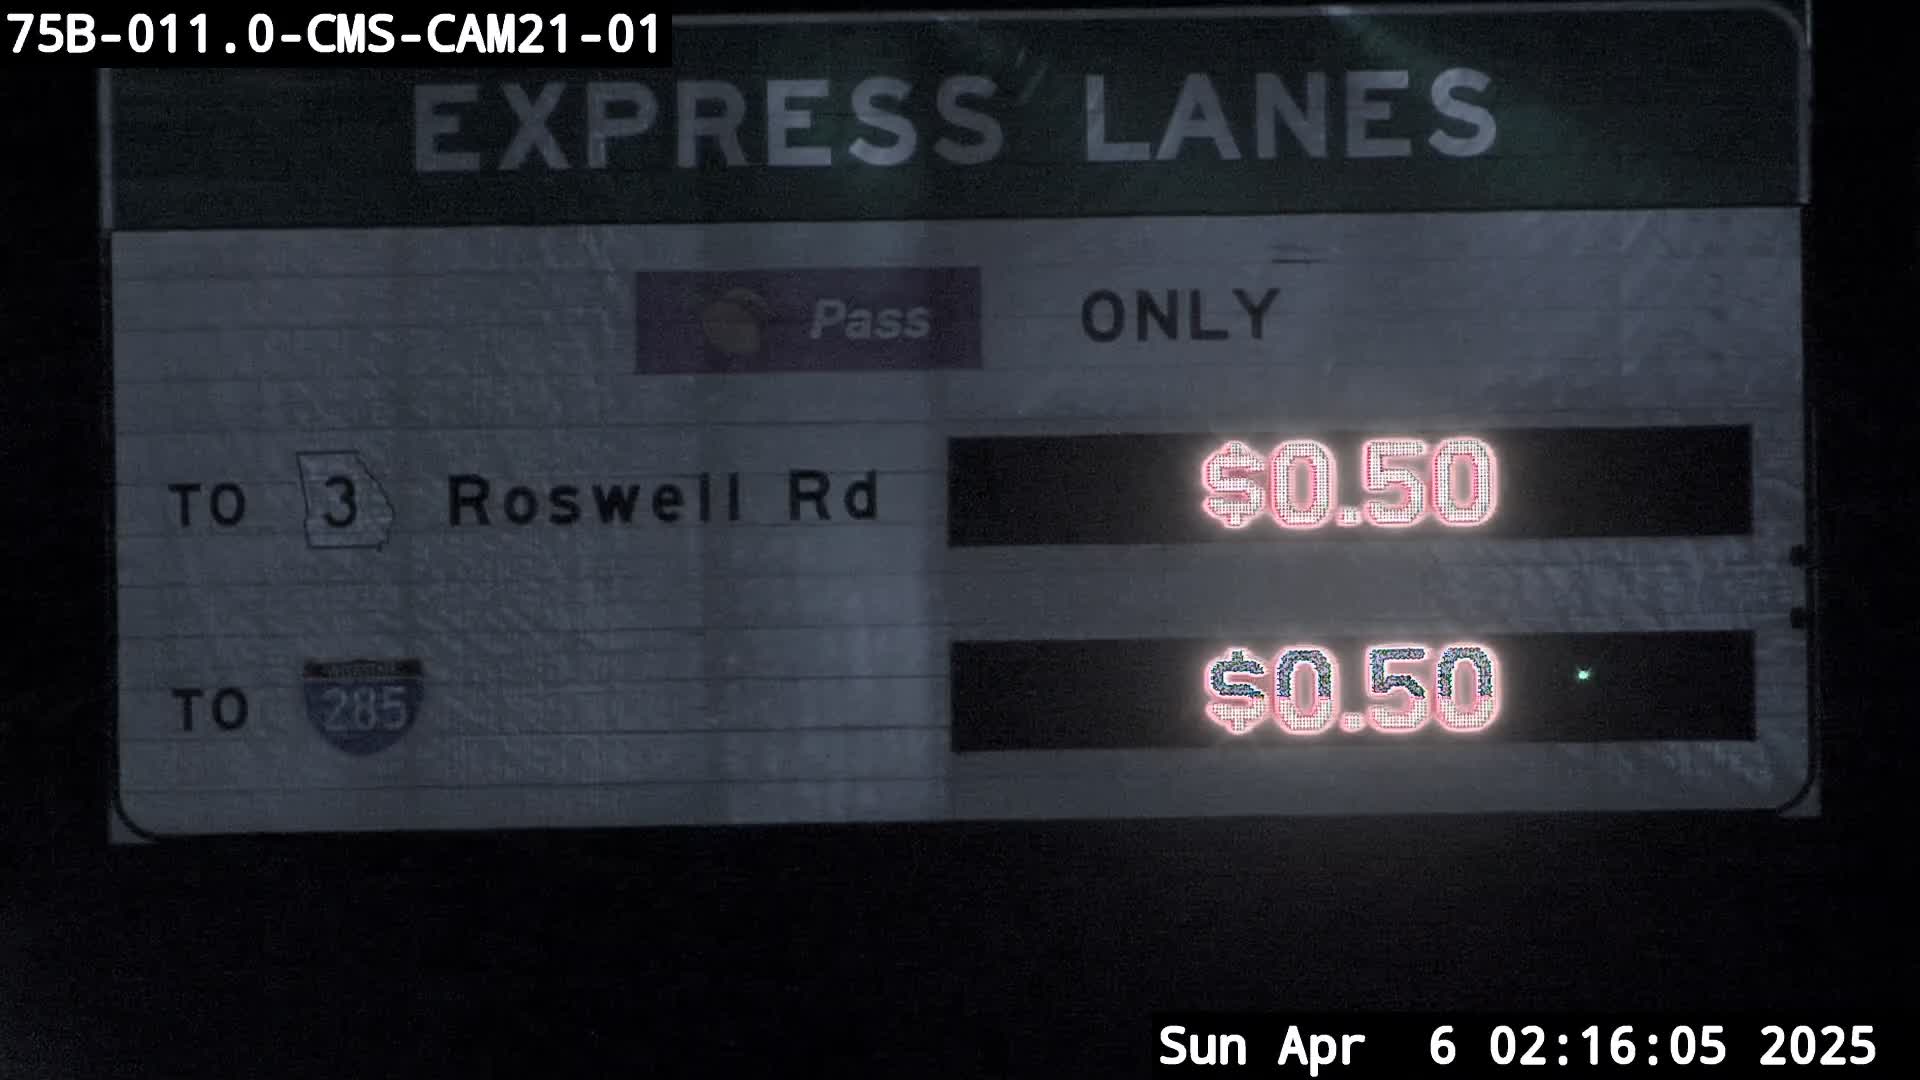 75B-011.0-CMS-CAM21-01
EXPRESS LANES
Pass ONLY
TO 3 Roswell Rd $0.50
TO 285 $0.50
Sun Apr 6 02:16:05 2025